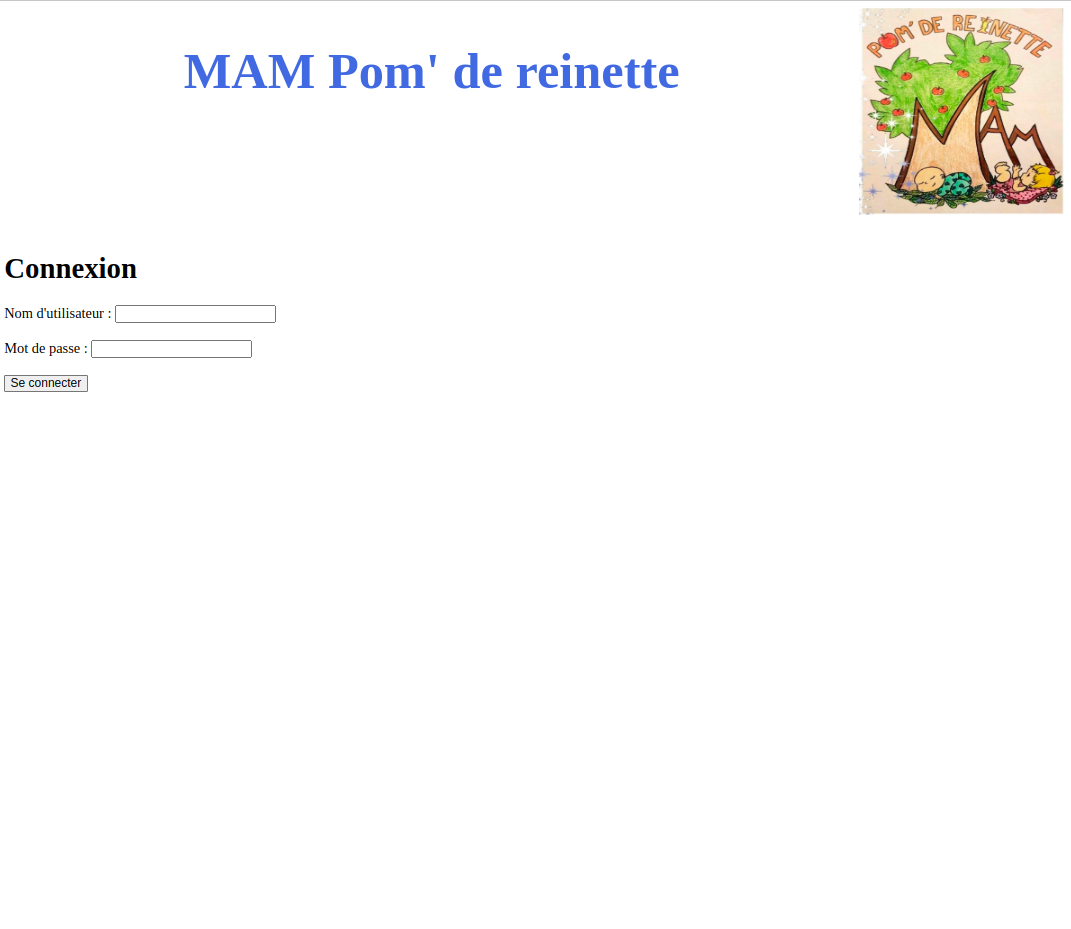 MAM Pom' de reinette
POM' DE REINETTE
MAM
Connexion
Nom d'utilisateur :
Mot de passe :
Se connecter